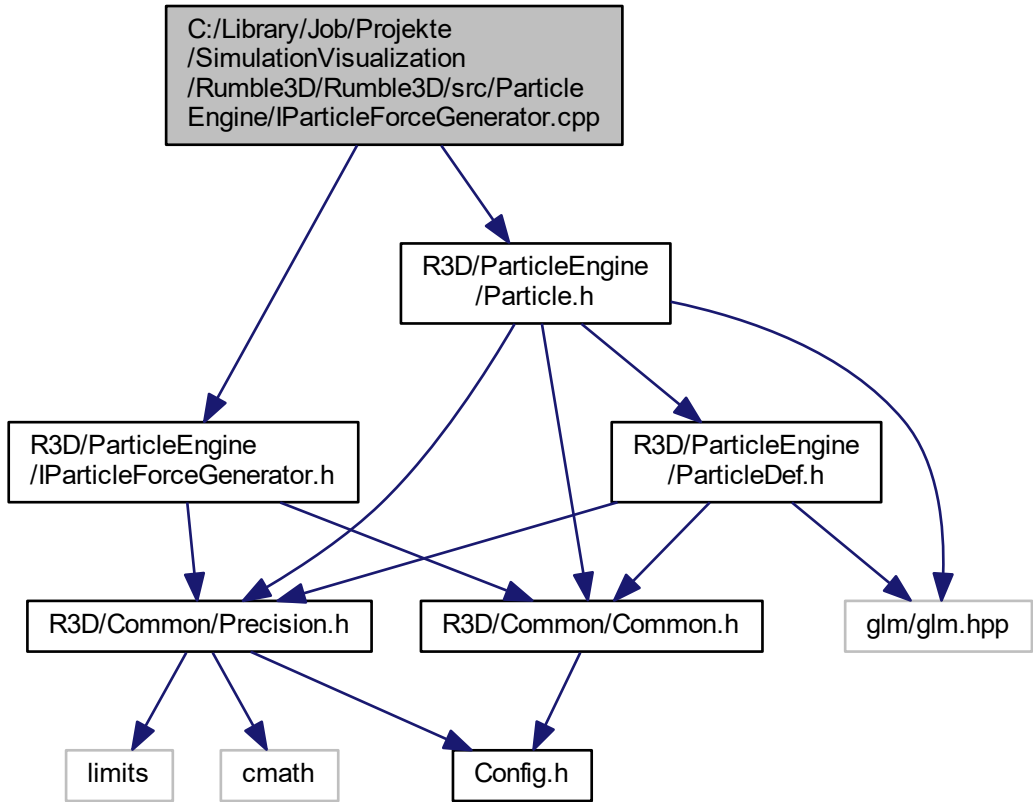 C:/Library/Job/Projekte
/SimulationVisualization
/Rumble3D/Rumble3D/src/Particle
Engine/IParticleForceGenerator.cpp
R3D/ParticleEngine
/Particle.h
R3D/ParticleEngine
/IParticleForceGenerator.h
R3D/ParticleEngine
/ParticleDef.h
R3D/Common/Precision.h
R3D/Common/Common.h
glm/glm.hpp
limits
cmath
Config.h